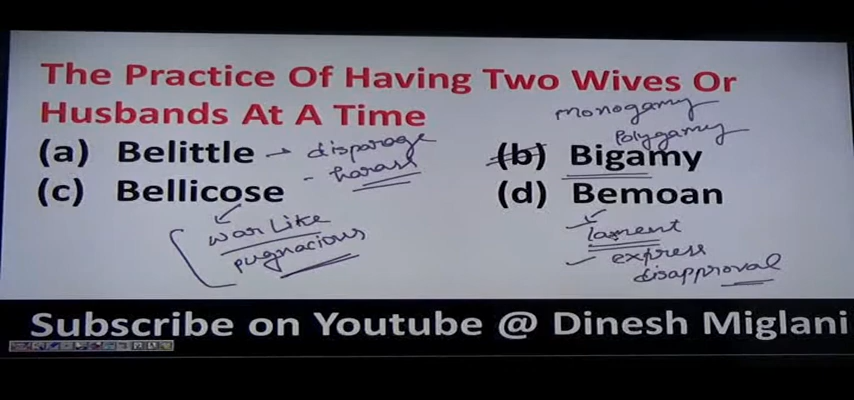 The Practice Of Having Two Wives Or
Husbands At A Time
monogamy
polygamy
(a) Belittle → disparage
- harass
(b) Bigamy
(c) Bellicose
(d) Bemoan
war Like
pugnacious
lament
express
disapproval
Subscribe on Youtube @ Dinesh Miglani